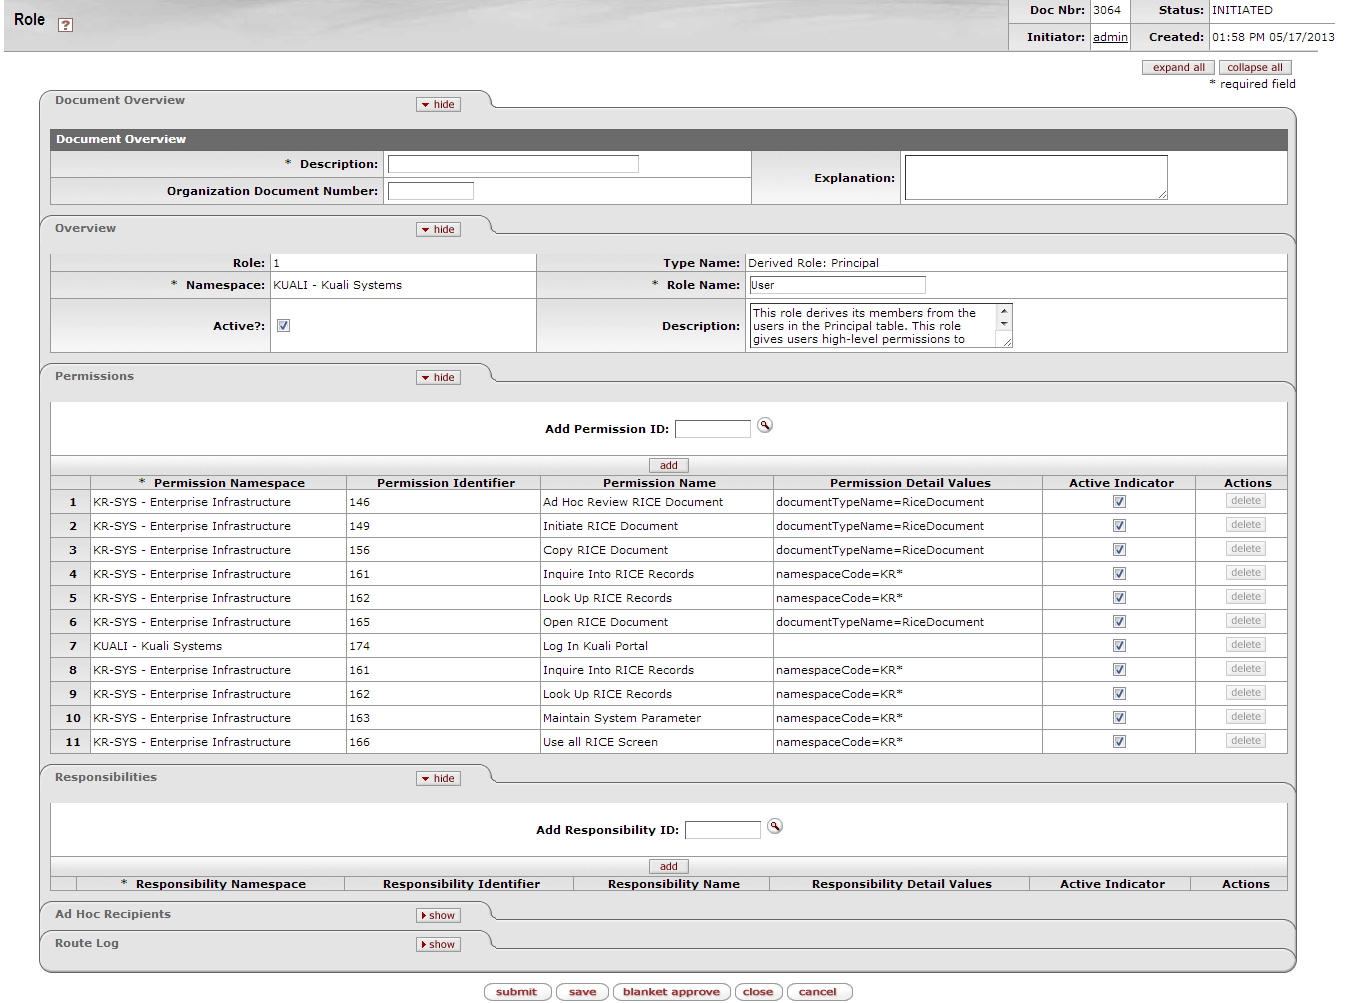 Role ?
Doc Nbr: 3064 Status: INITIATED
Initiator: admin Created: 01:58 PM 05/17/2013
expand all collapse all
* required field
Document Overview hide
Document Overview
* Description:
Explanation:
Organization Document Number:
Overview hide
Role: 1 Type Name: Derived Role: Principal
* Namespace: KUALI - Kuali Systems * Role Name: User
Active?: Description: This role derives its members from the
users in the Principal table. This role
gives users high-level permissions to
Permissions hide
Add Permission ID:
add
* Permission Namespace Permission Identifier Permission Name Permission Detail Values Active Indicator Actions
1 KR-SYS - Enterprise Infrastructure 146 Ad Hoc Review RICE Document documentTypeName=RiceDocument delete
2 KR-SYS - Enterprise Infrastructure 149 Initiate RICE Document documentTypeName=RiceDocument delete
3 KR-SYS - Enterprise Infrastructure 156 Copy RICE Document documentTypeName=RiceDocument delete
4 KR-SYS - Enterprise Infrastructure 161 Inquire Into RICE Records namespaceCode=KR* delete
5 KR-SYS - Enterprise Infrastructure 162 Look Up RICE Records namespaceCode=KR* delete
6 KR-SYS - Enterprise Infrastructure 165 Open RICE Document documentTypeName=RiceDocument delete
7 KUALI - Kuali Systems 174 Log In Kuali Portal delete
8 KR-SYS - Enterprise Infrastructure 161 Inquire Into RICE Records namespaceCode=KR* delete
9 KR-SYS - Enterprise Infrastructure 162 Look Up RICE Records namespaceCode=KR* delete
10 KR-SYS - Enterprise Infrastructure 163 Maintain System Parameter namespaceCode=KR* delete
11 KR-SYS - Enterprise Infrastructure 166 Use all RICE Screen namespaceCode=KR* delete
Responsibilities hide
Add Responsibility ID:
add
* Responsibility Namespace Responsibility Identifier Responsibility Name Responsibility Detail Values Active Indicator Actions
Ad Hoc Recipients show
Route Log show
submit save blanket approve close cancel